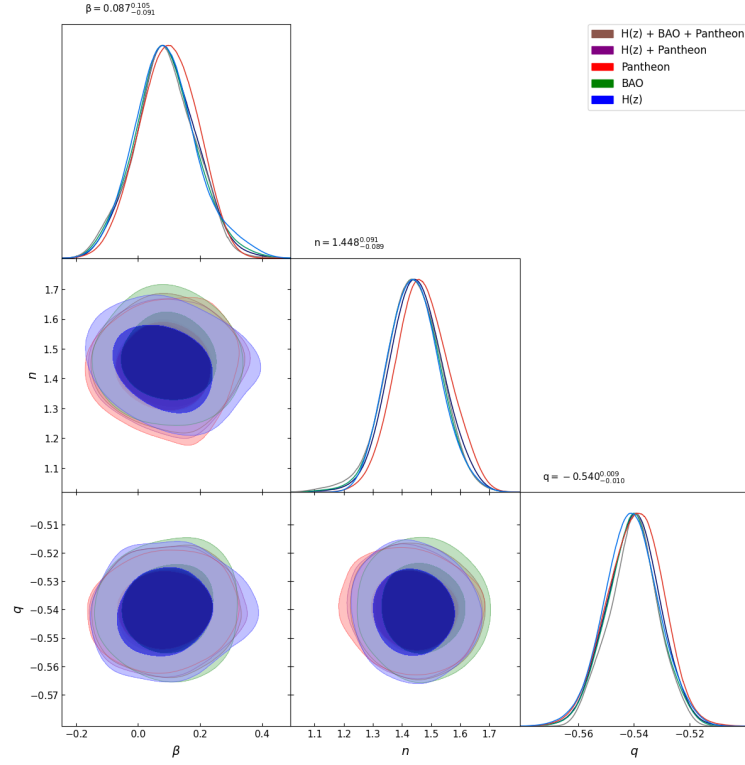 β = 0.087^{0.105}_{-0.091}
H(z) + BAO + Pantheon
H(z) + Pantheon
Pantheon
BAO
H(z)
n = 1.448^{0.091}_{-0.089}
1.7
1.6
1.5
1.4
1.3
1.2
1.1
n
q = −0.540^{0.009}_{-0.010}
−0.51
−0.52
−0.53
−0.54
−0.55
−0.56
−0.57
q
−0.2 0.0 0.2 0.4
β
1.1 1.2 1.3 1.4 1.5 1.6 1.7
n
−0.56 −0.54 −0.52
q